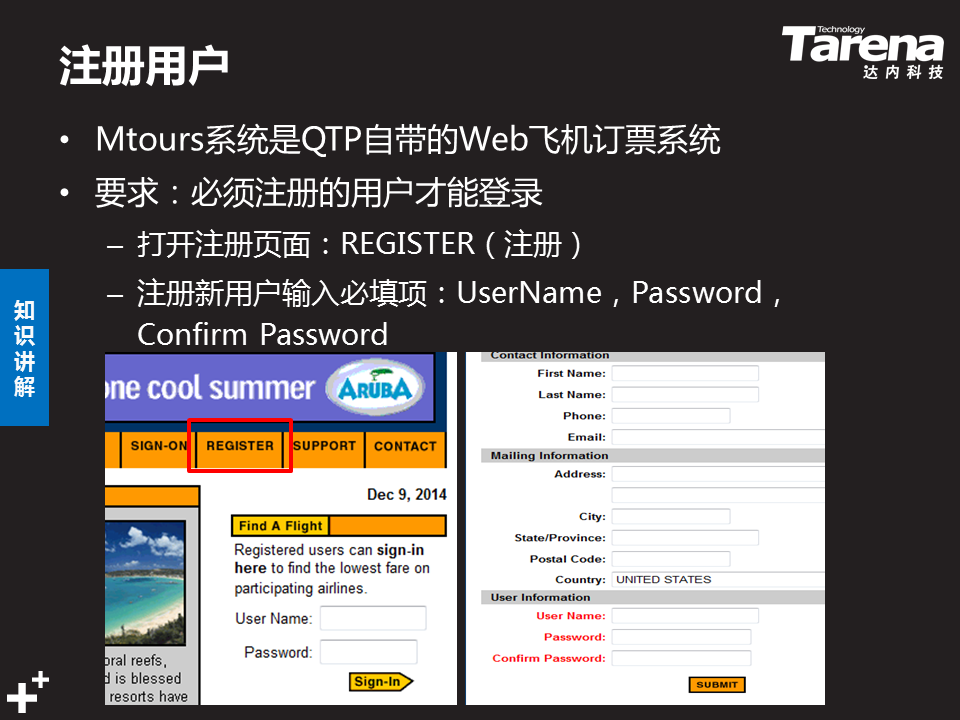 注册用户
Technology
Tarena
达内科技
• Mtours系统是QTP自带的Web飞机订票系统
• 要求：必须注册的用户才能登录
– 打开注册页面：REGISTER（注册）
– 注册新用户输入必填项：UserName，Password，
Confirm Password
知识讲解
one cool summer
ARUBA
SIGN-ON
REGISTER
SUPPORT
CONTACT
Dec 9, 2014
Find A Flight
Registered users can sign-in
here to find the lowest fare on
participating airlines.
User Name:
Password:
Sign-In
oral reefs,
d is blessed
resorts have
Contact Information
First Name:
Last Name:
Phone:
Email:
Mailing Information
Address:
City:
State/Province:
Postal Code:
Country: UNITED STATES
User Information
User Name:
Password:
Confirm Password:
SUBMIT